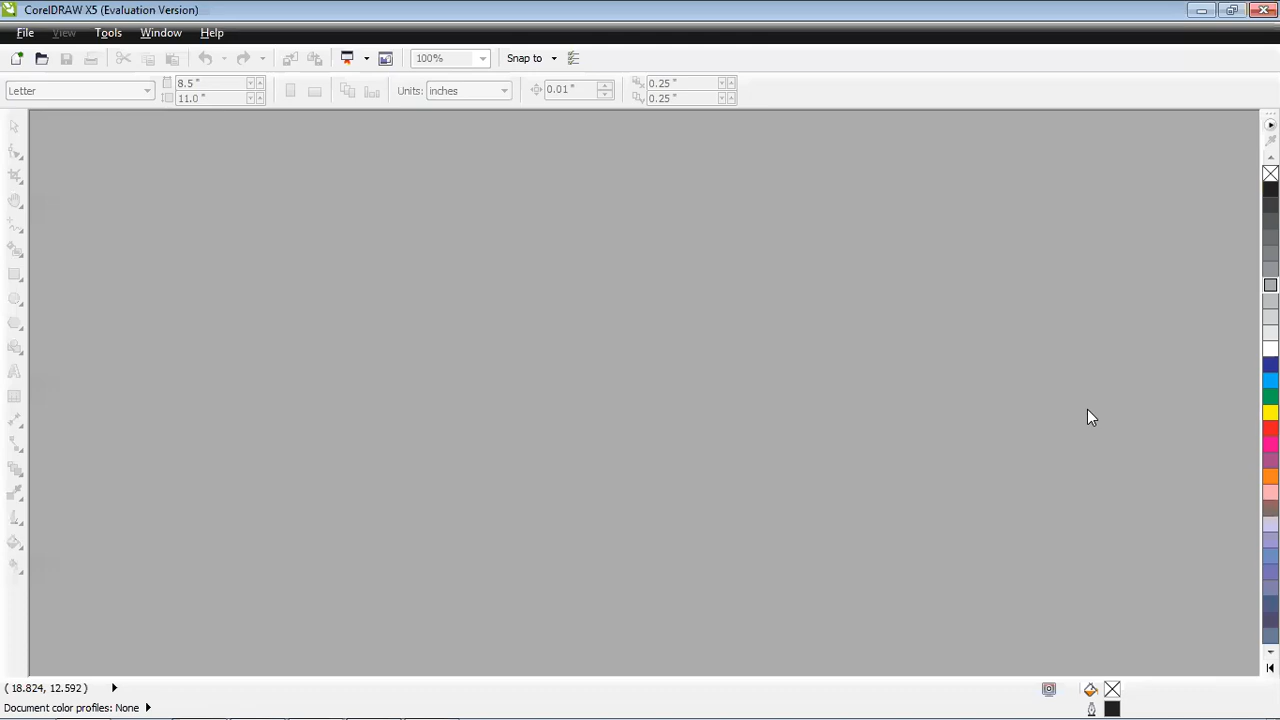 CorelDRAW X5 (Evaluation Version)
File View Tools Window Help
100% Snap to
Letter 8.5 " 11.0 " Units: inches 0.01 " 0.25 " 0.25 "
( 18.824, 12.592 )
Document color profiles: None